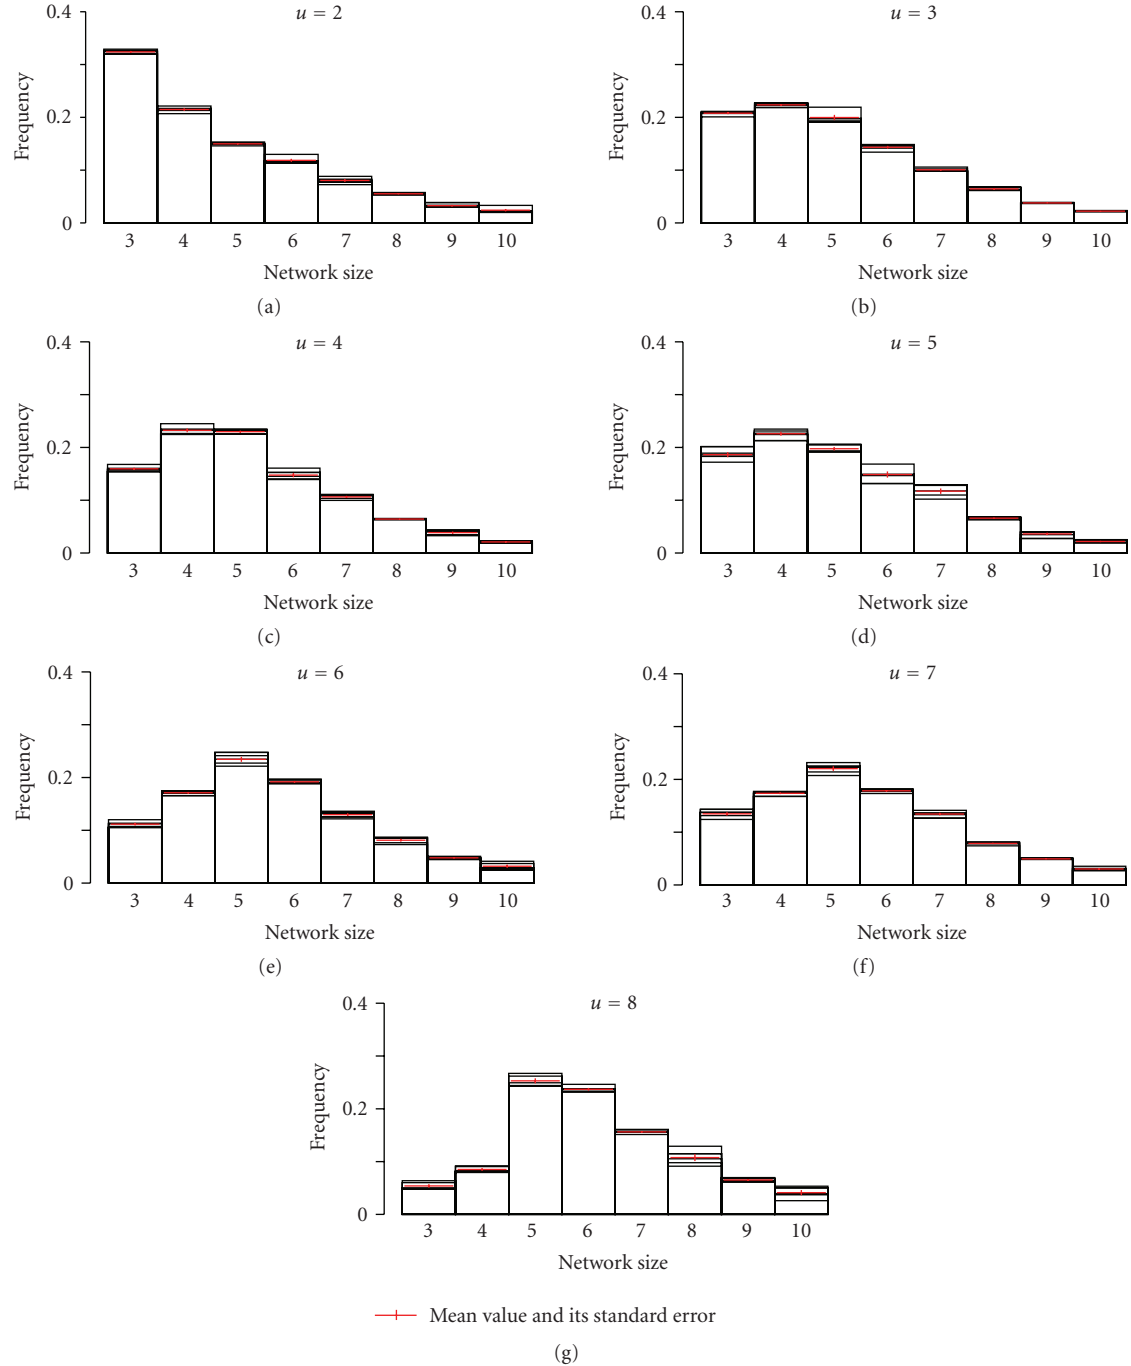 u = 2
0.4
0.2
0
Frequency
3 4 5 6 7 8 9 10
Network size
(a)
u = 3
0.4
0.2
0
Frequency
3 4 5 6 7 8 9 10
Network size
(b)
u = 4
0.4
0.2
0
Frequency
3 4 5 6 7 8 9 10
Network size
(c)
u = 5
0.4
0.2
0
Frequency
3 4 5 6 7 8 9 10
Network size
(d)
u = 6
0.4
0.2
0
Frequency
3 4 5 6 7 8 9 10
Network size
(e)
u = 7
0.4
0.2
0
Frequency
3 4 5 6 7 8 9 10
Network size
(f)
u = 8
0.4
0.2
0
Frequency
3 4 5 6 7 8 9 10
Network size
Mean value and its standard error
(g)